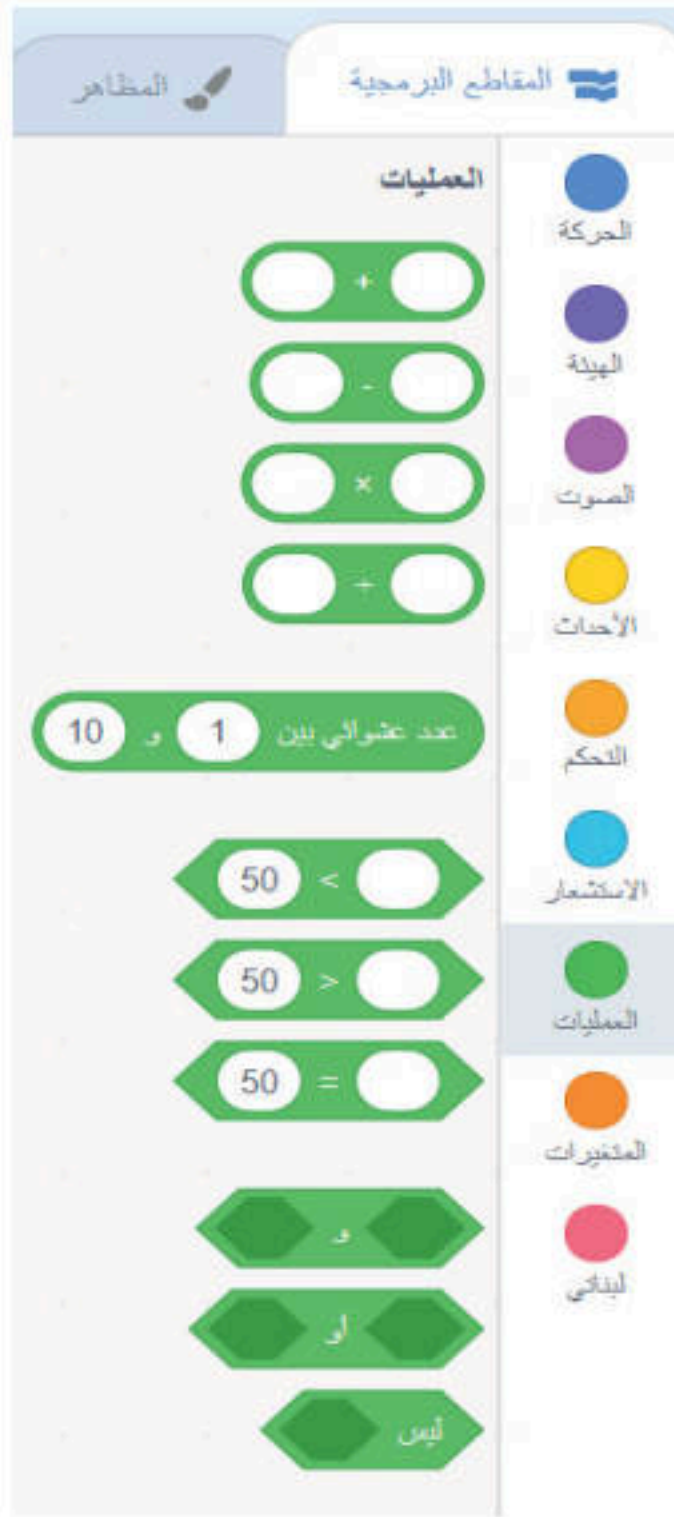 المقاطع البرمجية
المظاهر
الحركة
الهيئة
الصوت
الأحداث
التحكم
الاستشعار
العمليات
المتغيرات
لبناتي
العمليات
+
-
×
÷
عدد عشوائي بين 1 و 10
< 50
> 50
= 50
و
أو
ليس